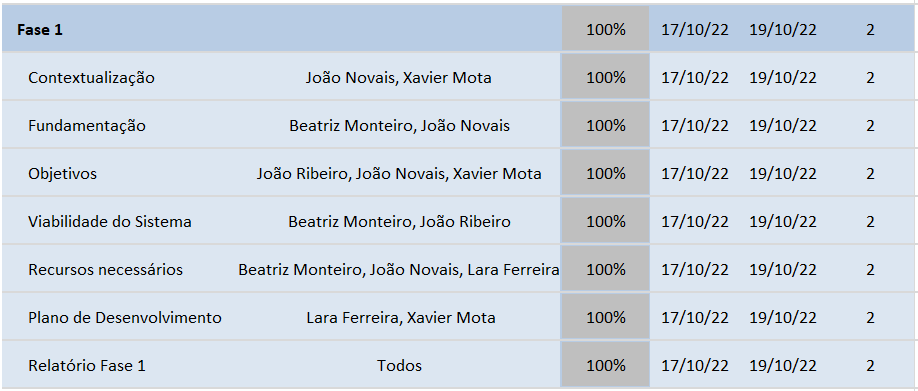 Fase 1 100% 17/10/22 19/10/22 2
Contextualização João Novais, Xavier Mota 100% 17/10/22 19/10/22 2
Fundamentação Beatriz Monteiro, João Novais 100% 17/10/22 19/10/22 2
Objetivos João Ribeiro, João Novais, Xavier Mota 100% 17/10/22 19/10/22 2
Viabilidade do Sistema Beatriz Monteiro, João Ribeiro 100% 17/10/22 19/10/22 2
Recursos necessários Beatriz Monteiro, João Novais, Lara Ferreira 100% 17/10/22 19/10/22 2
Plano de Desenvolvimento Lara Ferreira, Xavier Mota 100% 17/10/22 19/10/22 2
Relatório Fase 1 Todos 100% 17/10/22 19/10/22 2